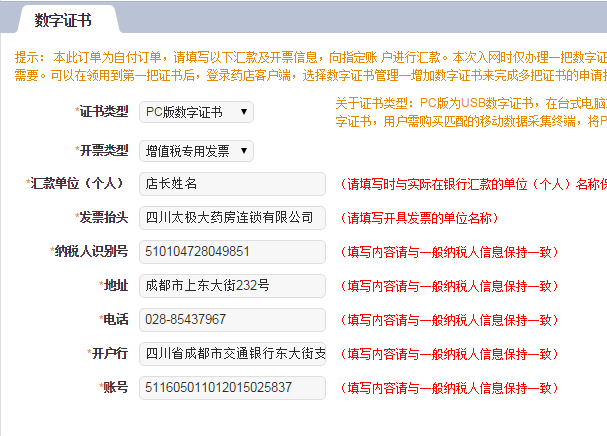 数字证书
提示： 本此订单为自付订单，请填写以下汇款及开票信息，向指定账 户进行汇款。本次入网时仅办理一把数字证
需要。可以在领用到第一把证书后，登录药店客户端，选择数字证书管理—增加数字证书来完成多把证书的申请
*证书类型 PC版数字证书 关于证书类型：PC版为USB数字证书，在台式电脑
字证书，用户需购买匹配的移动数据采集终端，将P
*开票类型 增值税专用发票
*汇款单位（个人） 店长姓名 （请填写时与实际在银行汇款的单位（个人）名称保
*发票抬头 四川太极大药房连锁有限公司 （请填写开具发票的单位名称）
*纳税人识别号 510104728049851 （填写内容请与一般纳税人信息保持一致）
*地址 成都市上东大街232号 （填写内容请与一般纳税人信息保持一致）
*电话 028-85437967 （填写内容请与一般纳税人信息保持一致）
*开户行 四川省成都市交通银行东大街支 （填写内容请与一般纳税人信息保持一致）
*账号 511605011012015025837 （填写内容请与一般纳税人信息保持一致）